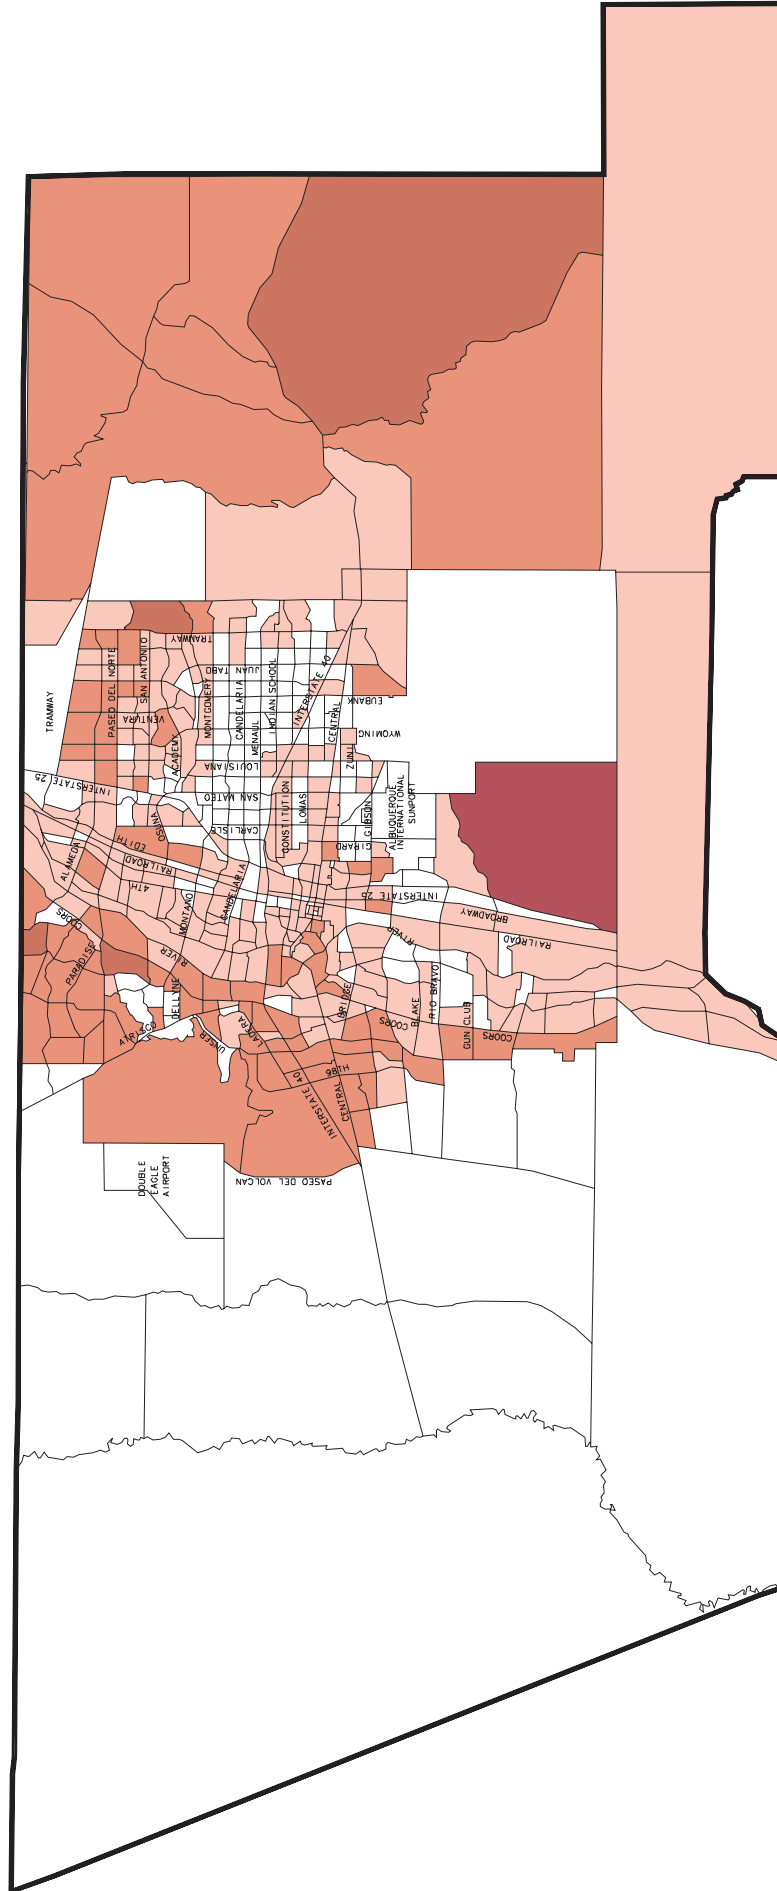 TRAMWAY
TRAMWAY
PASEO DEL NORTE
SAN ANTONIO
VENTURA
ACADEMY
MONTGOMERY
JUAN TABO
CANDELARIA
MENAUL
INDIAN SCHOOL
INTERSTATE 40
CENTRAL
EUBANK
WYOMING
ZUNI
LOUISIANA
INTERSTATE 25
SAN MATEO
CARLISLE
CONSTITUTION
LOMAS
GIBSON
GIRARD
ALBUQUERQUE
INTERNATIONAL
SUNPORT
OSUNA
EDITH
ALAMEDA
RAILROAD
4TH
MONTANO
CANDELARIA
INTERSTATE 25
BROADWAY
RAILROAD
RIVER
COORS
PARADISE
RIVER
DELLYNE
ATRISCO
UNSER
LADERA
BRIDGE
COORS
BLAKE
RIO BRAVO
GUN CLUB
COORS
H186
INTERSTATE 40
CENTRAL
DOUBLE
EAGLE
AIRPORT
PASEO DEL VOLCAN